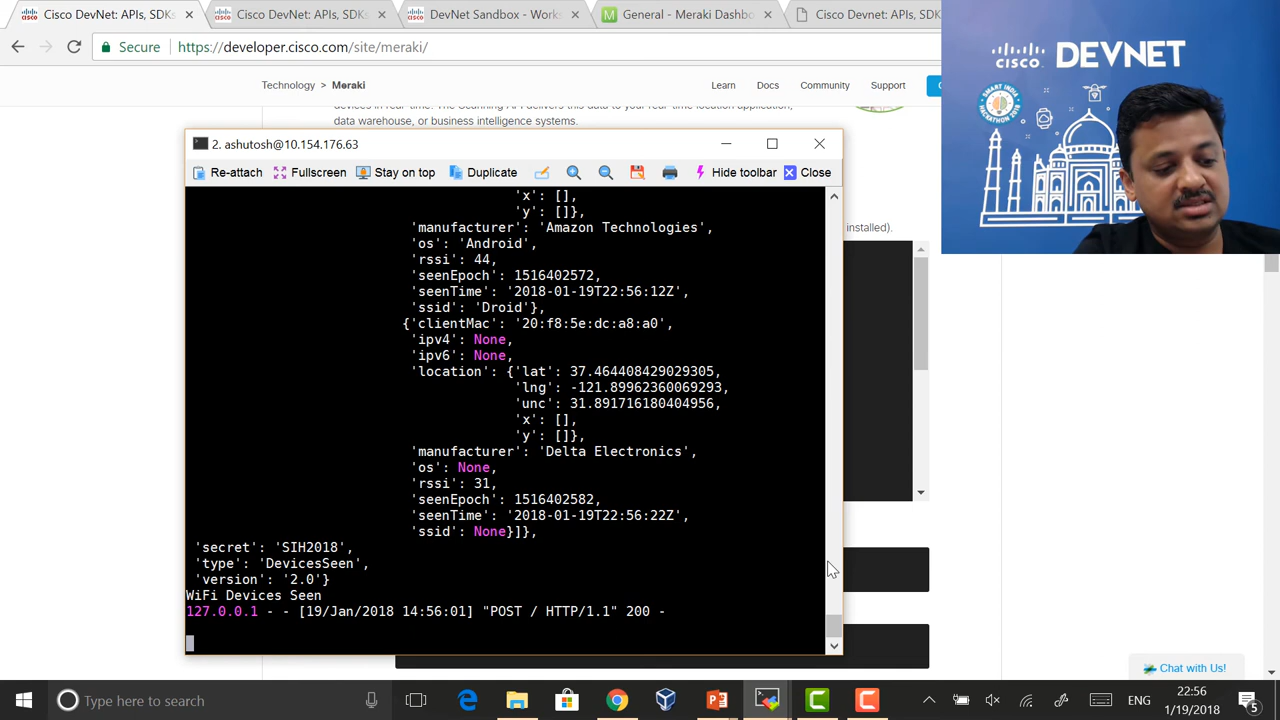 Cisco DevNet: APIs, SDKs
Cisco DevNet: APIs, SDKs
DevNet Sandbox - Works
General - Meraki Dashbo
Cisco Devnet: APIs, SDKs
Secure
https://developer.cisco.com/site/meraki/
CISCO DEVNET
SMART INDIA
HACKATHON 2018
Technology > Meraki
Learn
Docs
Community
Support
devices in real-time. The Scanning API delivers this data to your real-time location application,
data warehouse, or business intelligence systems.
installed).
2. ashutosh@10.154.176.63
Re-attach
Fullscreen
Stay on top
Duplicate
Hide toolbar
Close
'x': [],
'y': []},
'manufacturer': 'Amazon Technologies',
'os': 'Android',
'rssi': 44,
'seenEpoch': 1516402572,
'seenTime': '2018-01-19T22:56:12Z',
'ssid': 'Droid'},
{'clientMac': '20:f8:5e:dc:a8:a0',
'ipv4': None,
'ipv6': None,
'location': {'lat': 37.464408429029305,
'lng': -121.89962360069293,
'unc': 31.891716180404956,
'x': [],
'y': []},
'manufacturer': 'Delta Electronics',
'os': None,
'rssi': 31,
'seenEpoch': 1516402582,
'seenTime': '2018-01-19T22:56:22Z',
'ssid': None}]},
'secret': 'SIH2018',
'type': 'DevicesSeen',
'version': '2.0'}
WiFi Devices Seen
127.0.0.1 - - [19/Jan/2018 14:56:01] "POST / HTTP/1.1" 200 -
Chat with Us!
Type here to search
ENG
22:56
1/19/2018
5